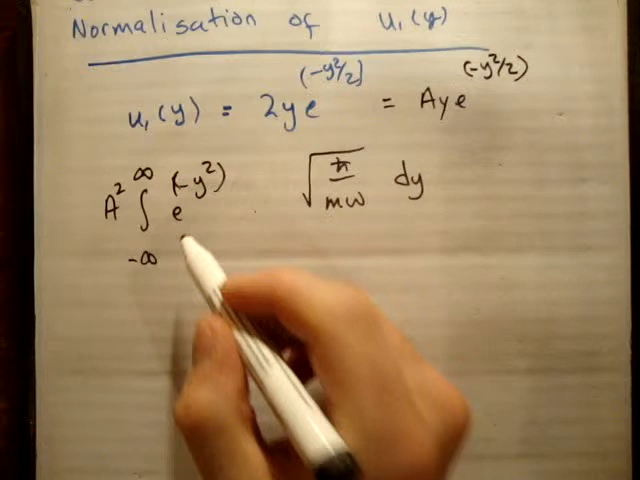 Normalisation of u₁(y)
u₁(y) = 2ye^(-y²/2) = Aye^(-y²/2)
A² ∫_{-∞}^{∞} e^(-y²) √(ħ/mω) dy